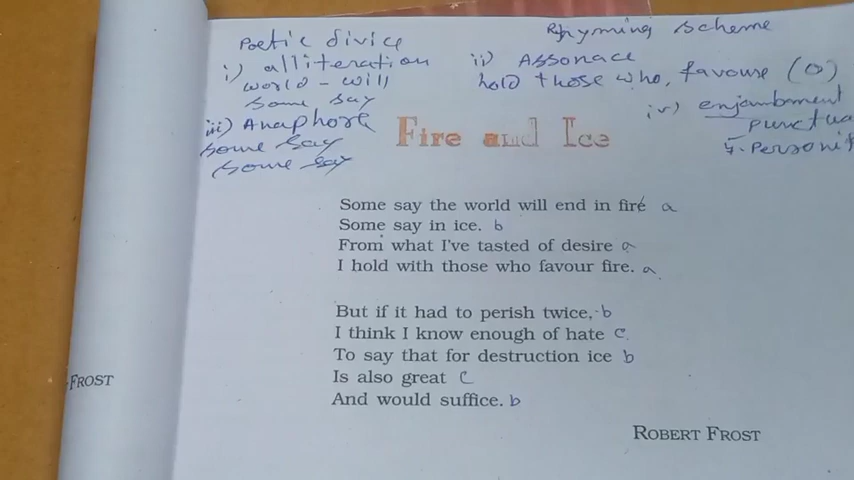 Poetic divice
Rhyming scheme
i) alliteration
world - will
some say
ii) Assonace
hold those who, favouse (o)
iii) Anaphore
some say
some say
iv) enjambment
punctua
4. Personif
Fire and Ice
Some say the world will end in fire a
Some say in ice. b
From what I've tasted of desire a
I hold with those who favour fire. a
But if it had to perish twice, b
I think I know enough of hate c
To say that for destruction ice b
Is also great c
And would suffice. b
ROBERT FROST
FROST